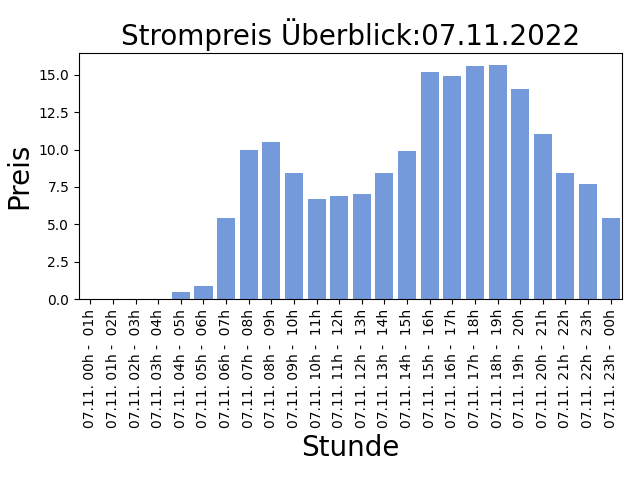 Strompreis Überblick:07.11.2022
Preis
15.0
12.5
10.0
7.5
5.0
2.5
0.0
07.11. 00h - 01h
07.11. 01h - 02h
07.11. 02h - 03h
07.11. 03h - 04h
07.11. 04h - 05h
07.11. 05h - 06h
07.11. 06h - 07h
07.11. 07h - 08h
07.11. 08h - 09h
07.11. 09h - 10h
07.11. 10h - 11h
07.11. 11h - 12h
07.11. 12h - 13h
07.11. 13h - 14h
07.11. 14h - 15h
07.11. 15h - 16h
07.11. 16h - 17h
07.11. 17h - 18h
07.11. 18h - 19h
07.11. 19h - 20h
07.11. 20h - 21h
07.11. 21h - 22h
07.11. 22h - 23h
07.11. 23h - 00h
Stunde